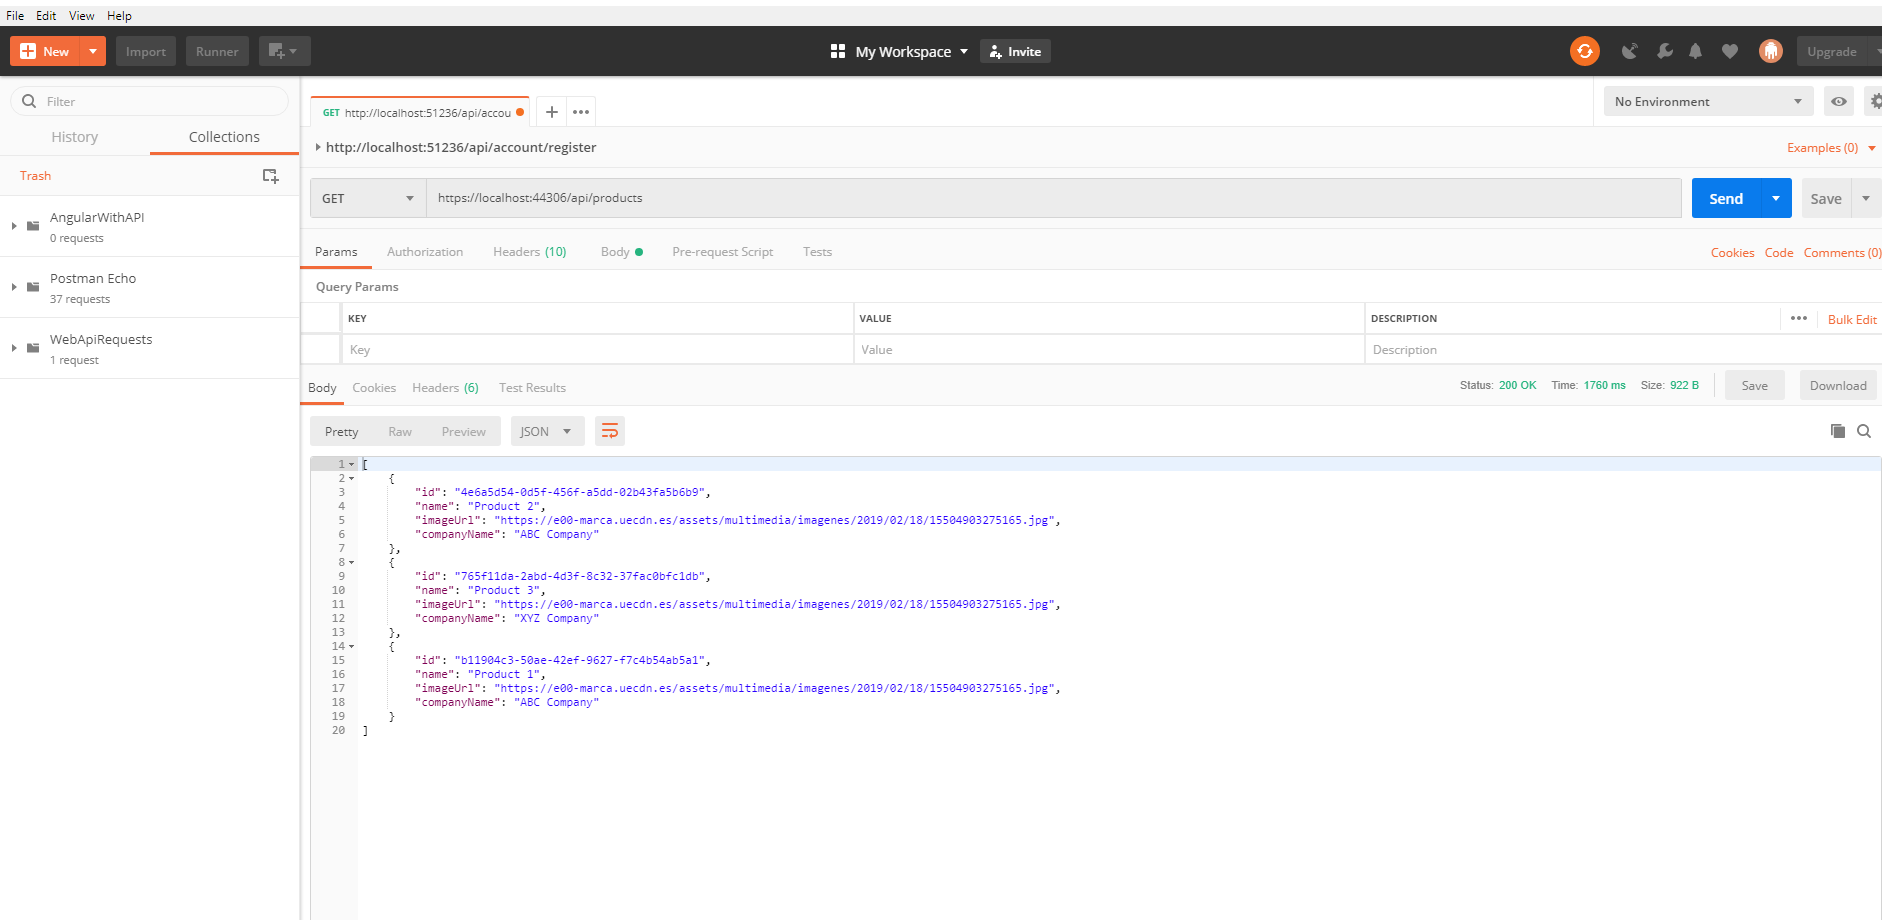 File Edit View Help
New Import Runner My Workspace Invite Upgrade
Filter
History Collections
Trash
AngularWithAPI
0 requests
Postman Echo
37 requests
WebApiRequests
1 request
GET http://localhost:51236/api/accou
No Environment
http://localhost:51236/api/account/register
Examples (0)
GET https://localhost:44306/api/products Send Save
Params Authorization Headers (10) Body Pre-request Script Tests Cookies Code Comments (0)
Query Params
KEY VALUE DESCRIPTION Bulk Edit
Key Value Description
Body Cookies Headers (6) Test Results Status: 200 OK Time: 1760 ms Size: 922 B Save Download
Pretty Raw Preview JSON
1 [
2 {
3 "id": "4e6a5d54-0d5f-456f-a5dd-02b43fa5b6b9",
4 "name": "Product 2",
5 "imageUrl": "https://e00-marca.uecdn.es/assets/multimedia/imagenes/2019/02/18/15504903275165.jpg",
6 "companyName": "ABC Company"
7 },
8 {
9 "id": "765f11da-2abd-4d3f-8c32-37fac0bfc1db",
10 "name": "Product 3",
11 "imageUrl": "https://e00-marca.uecdn.es/assets/multimedia/imagenes/2019/02/18/15504903275165.jpg",
12 "companyName": "XYZ Company"
13 },
14 {
15 "id": "b11904c3-50ae-42ef-9627-f7c4b54ab5a1",
16 "name": "Product 1",
17 "imageUrl": "https://e00-marca.uecdn.es/assets/multimedia/imagenes/2019/02/18/15504903275165.jpg",
18 "companyName": "ABC Company"
19 }
20 ]